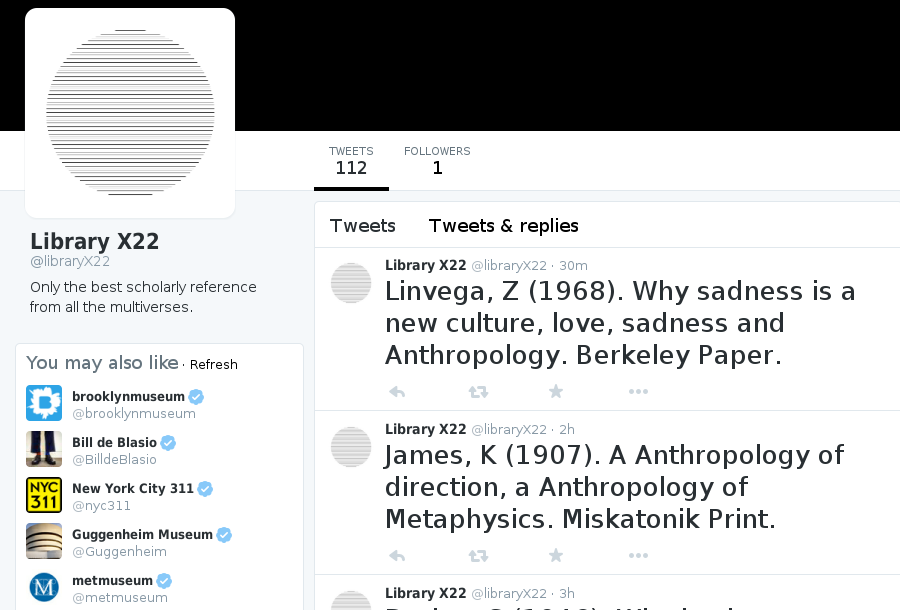 TWEETS
112
FOLLOWERS
1
Library X22
@libraryX22
Only the best scholarly reference
from all the multiverses.
You may also like · Refresh
brooklynmuseum
@brooklynmuseum
Bill de Blasio
@BilldeBlasio
NYC
311
New York City 311
@nyc311
Guggenheim Museum
@Guggenheim
M
metmuseum
@metmuseum
Tweets Tweets & replies
Library X22 @libraryX22 · 30m
Linvega, Z (1968). Why sadness is a
new culture, love, sadness and
Anthropology. Berkeley Paper.
Library X22 @libraryX22 · 2h
James, K (1907). A Anthropology of
direction, a Anthropology of
Metaphysics. Miskatonik Print.
Library X22 @libraryX22 · 3h